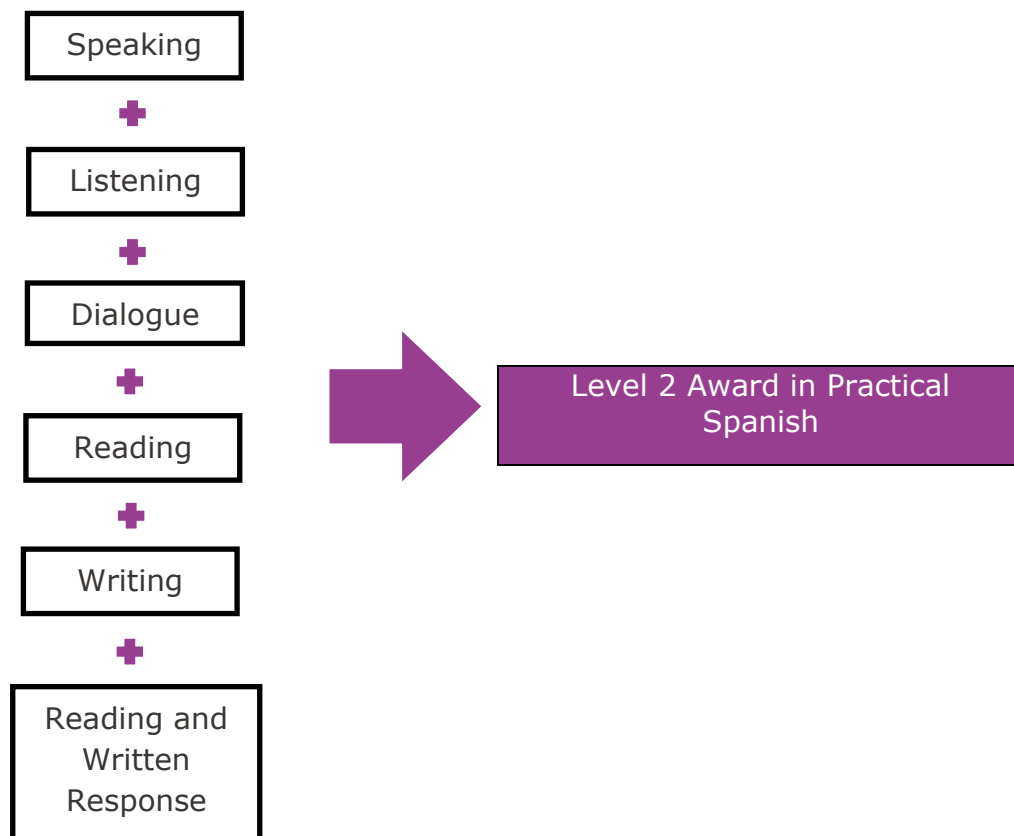 Speaking
Listening
Dialogue
Reading
Writing
Reading and
Written
Response
Level 2 Award in Practical
Spanish